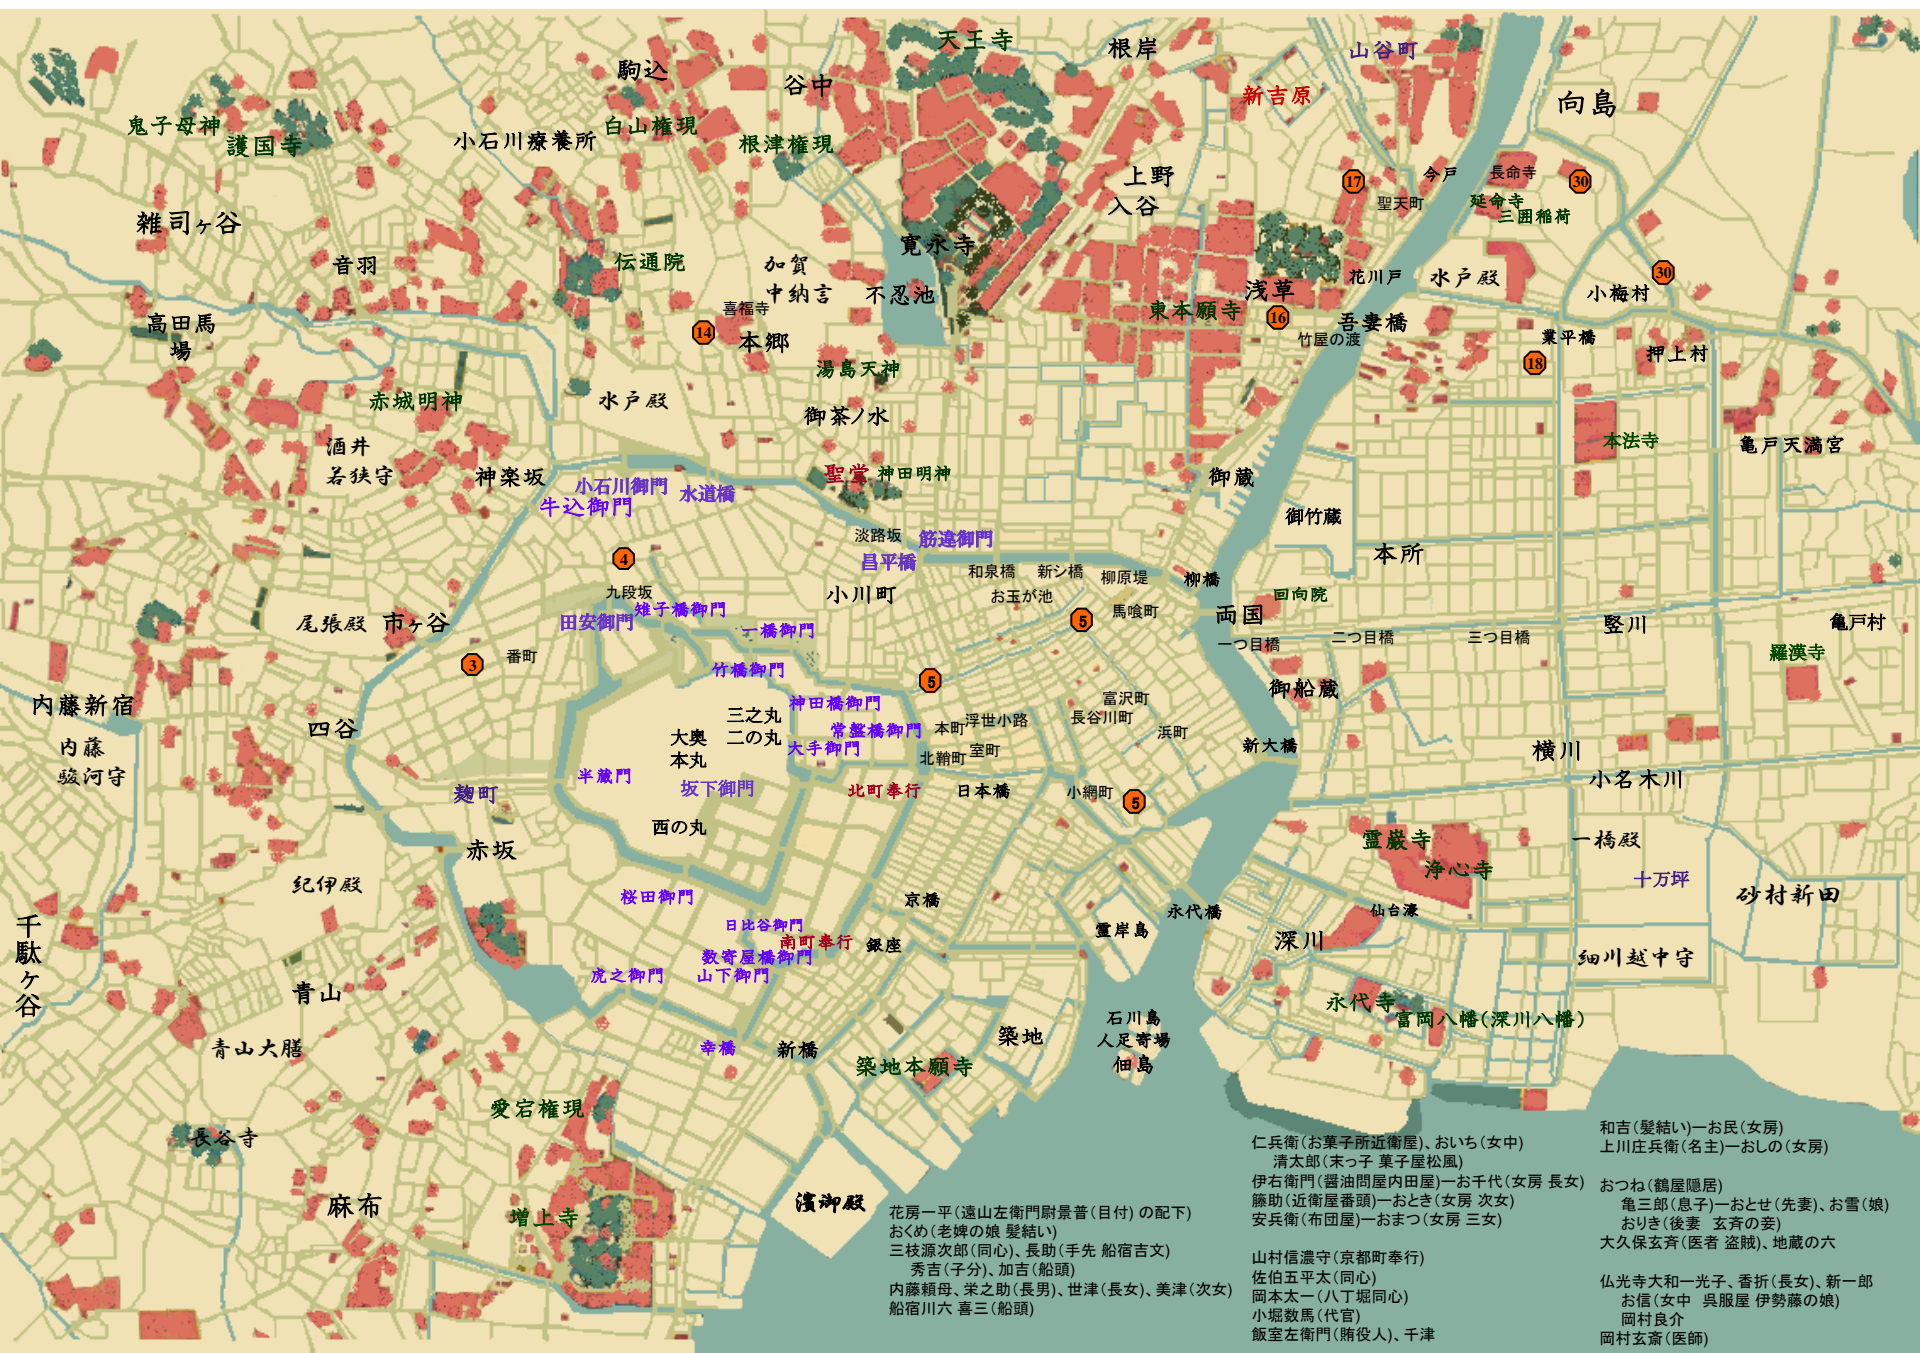 天王寺
根岸
山谷町
駒込
谷中
新吉原
向島
鬼子母神
護国寺
小石川療養所
白山権現
根津権現
上野
入谷
17
今戸
長命寺
30
聖天町
延命寺
三囲稲荷
雑司ヶ谷
音羽
伝通院
加賀
中納言
寛永寺
不忍池
浅草
花川戸
水戸殿
小梅村
30
高田馬
場
喜福寺
14
本郷
東本願寺
16
吾妻橋
竹屋の渡
業平橋
18
押上村
湯島天神
赤城明神
水戸殿
御茶ノ水
酒井
若狭守
神楽坂
聖堂
神田明神
御蔵
本法寺
亀戸天満宮
小石川御門
水道橋
牛込御門
御竹蔵
淡路坂
筋違御門
昌平橋
本所
4
九段坂
小川町
和泉橋
新シ橋
柳原堤
柳橋
お玉が池
馬喰町
回向院
両国
5
尾張殿
市ヶ谷
田安御門
雉子橋御門
一橋御門
一つ目橋
二つ目橋
三つ目橋
竪川
亀戸村
羅漢寺
3
番町
竹橋御門
5
御船蔵
内藤新宿
四谷
神田橋御門
三之丸
二の丸
常盤橋御門
大手御門
大奥
本丸
富沢町
長谷川町
本町
浮世小路
浜町
室町
北鞘町
新大橋
横川
内藤
駿河守
半蔵門
坂下御門
麹町
北町奉行
日本橋
小網町
5
小名木川
西の丸
赤坂
霊巌寺
浄心寺
一橋殿
十万坪
砂村新田
紀伊殿
桜田御門
京橋
永代橋
仙台濠
千駄ヶ谷
日比谷御門
南町奉行
銀座
霊岸島
深川
数寄屋橋御門
虎之御門
山下御門
細川越中守
青山
永代寺
富岡八幡(深川八幡)
石川島
人足寄場
佃島
築地
青山大膳
幸橋
新橋
築地本願寺
愛宕権現
長谷寺
麻布
増上寺
濱御殿
花房一平(遠山左衛門尉景晋(目付) の配下)
おくめ(老婢の娘 髪結い)
三枝源次郎(同心)、長助(手先 船宿吉文)
秀吉(子分)、加吉(船頭)
内藤頼母、栄之助(長男)、世津(長女)、美津(次女)
船宿川六 喜三(船頭)
仁兵衛(お菓子所近衛屋)、おいち(女中)
清太郎(末っ子 菓子屋松風)
伊右衛門(醤油問屋内田屋)ーお千代(女房 長女)
籐助(近衛屋番頭)ーおとき(女房 次女)
安兵衛(布団屋)ーおまつ(女房 三女)
山村信濃守(京都町奉行)
佐伯五平太(同心)
岡本太一(八丁堀同心)
小堀数馬(代官)
飯室左衛門(賄役人)、千津
和吉(髪結い)ーお民(女房)
上川庄兵衛(名主)ーおしの(女房)
おつね(鶴屋隠居)
亀三郎(息子)ーおとせ(先妻)、お雪(娘)
おりき(後妻 玄斉の妾)
大久保玄斉(医者 盗賊)、地蔵の六
仏光寺大和ー光子、香折(長女)、新一郎
お信(女中 呉服屋 伊勢藤の娘)
岡村良介
岡村玄斎(医師)